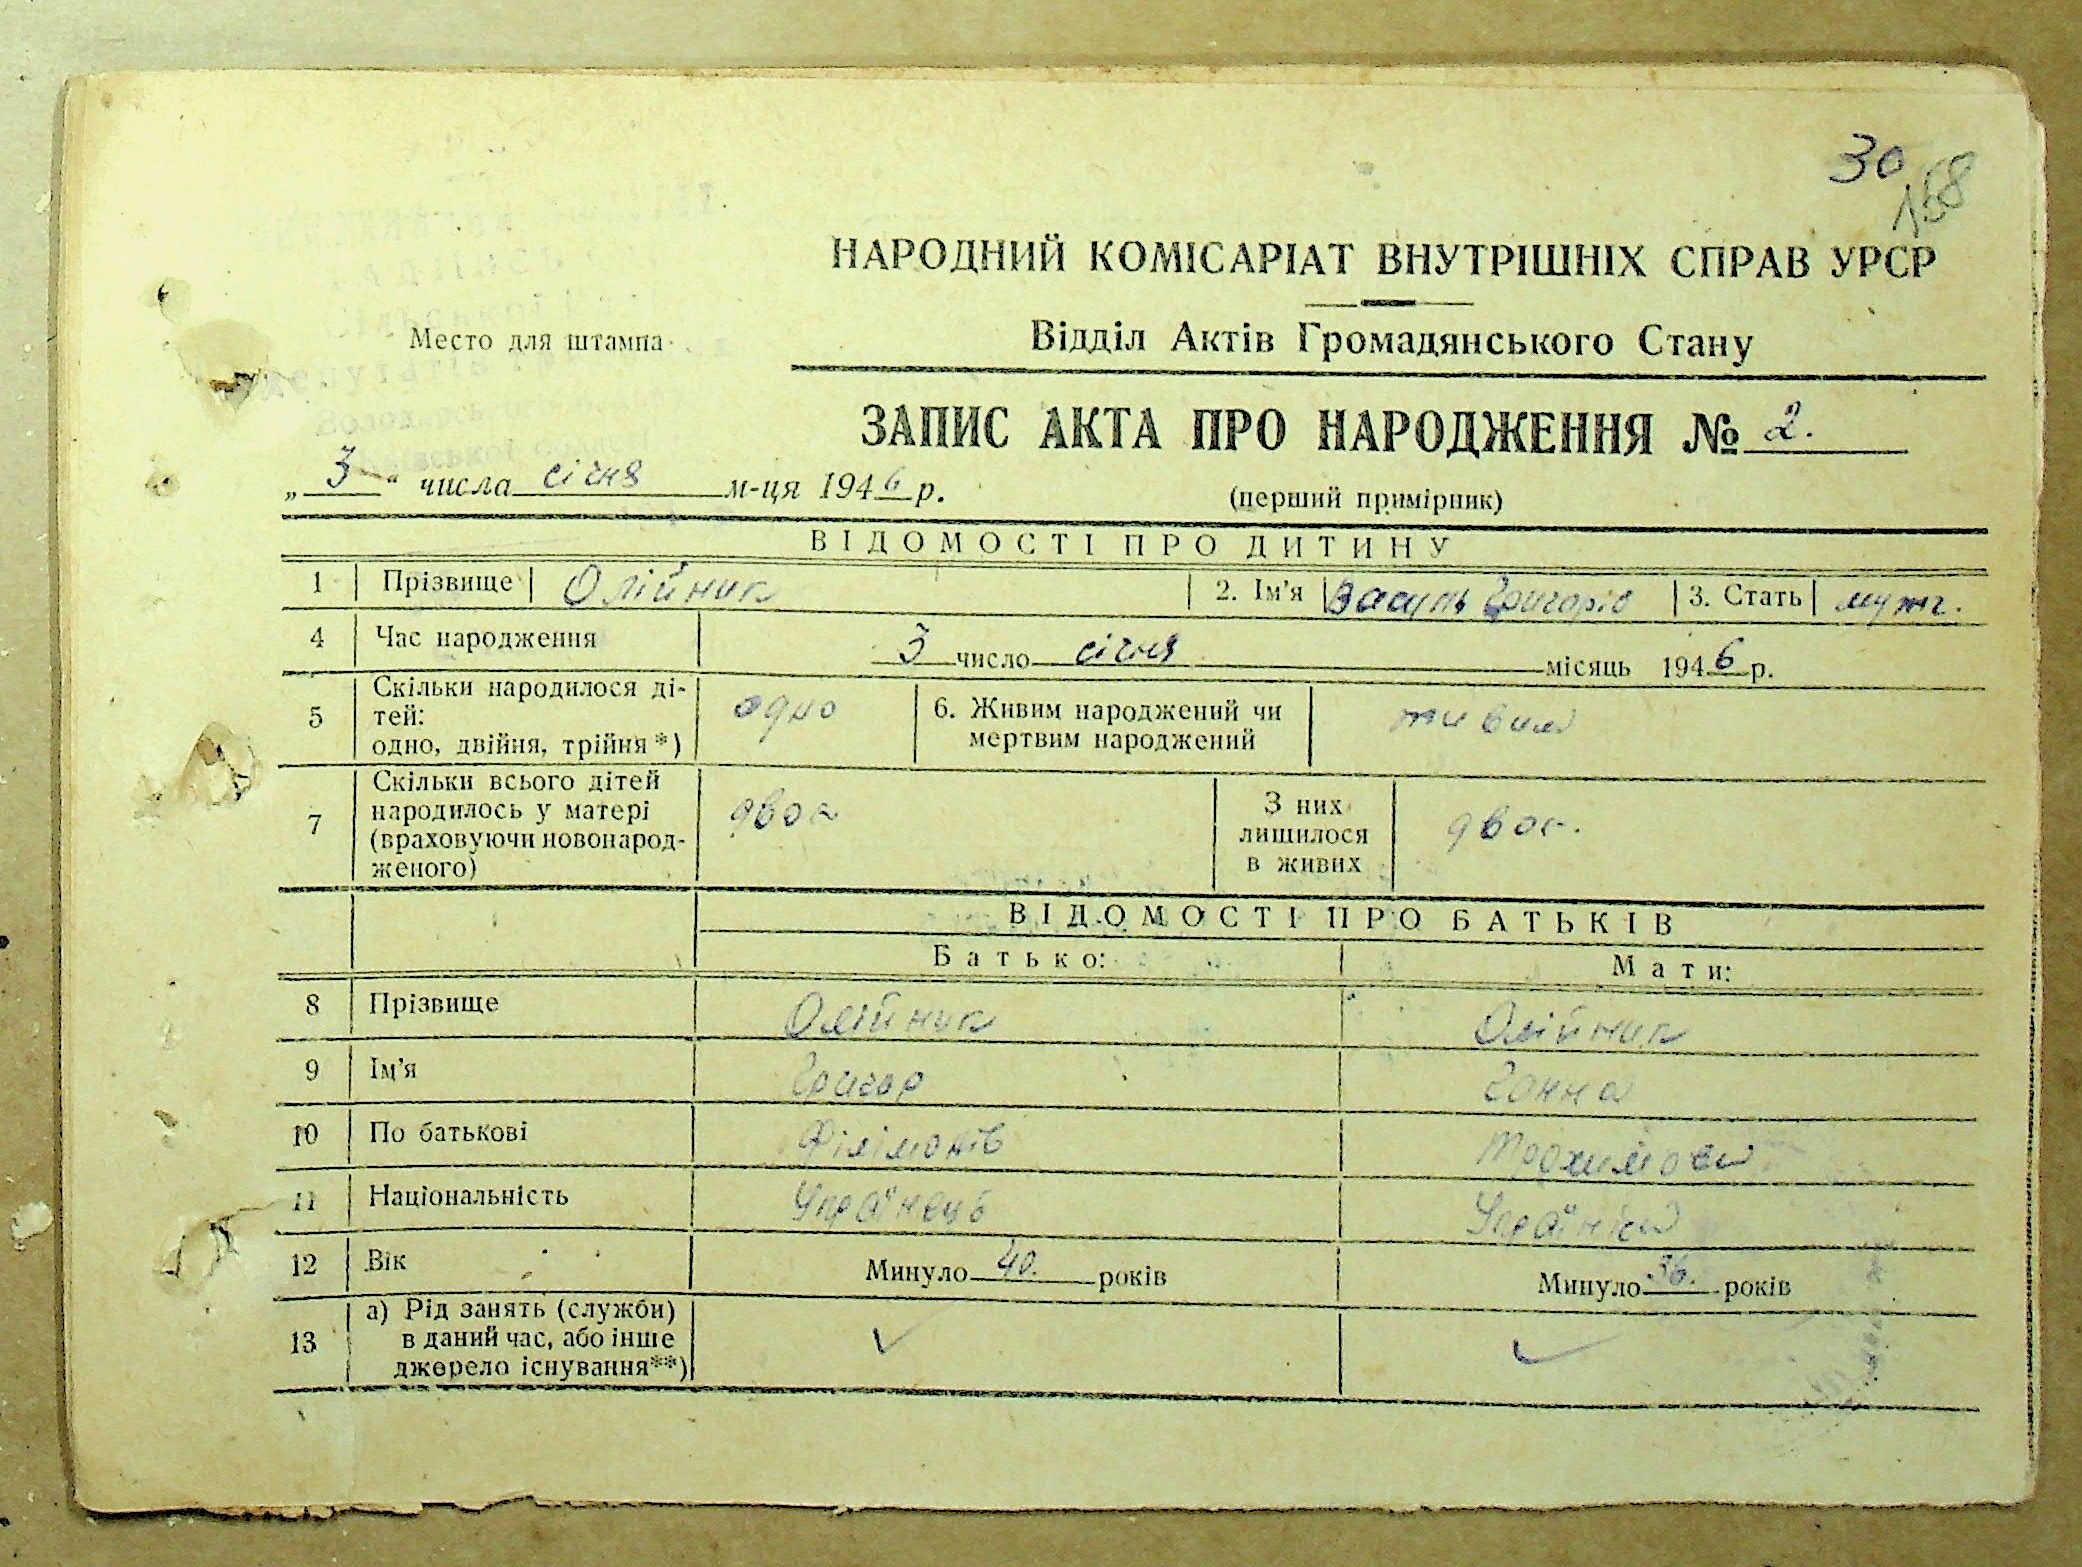 30
158
НАРОДНИЙ КОМІСАРІАТ ВНУТРІШНІХ СПРАВ УРСР
Место для штампа
Відділ Актів Громадянського Стану
ЗАПИС АКТА ПРО НАРОДЖЕННЯ № 2.
„ 3 “ числа січня м-ця 1946 р.
(перший примірник)
ВІДОМОСТІ ПРО ДИТИНУ
1 Прізвище Олійник 2. Ім'я Василь Григорів 3. Стать муж.
4 Час народження 3 число січня місяць 1946 р.
5 Скільки народилося ді-
тей:
одно, двійня, трійня *) одно 6. Живим народжений чи
мертвим народжений живим
7 Скільки всього дітей
народилось у матері
(враховуючи новонарод-
женого) двоє З них
лишилося
в живих двоє.
ВІДОМОСТІ ПРО БАТЬКІВ
Батько: Мати:
8 Прізвище Олійник Олійник
9 Ім'я Григор Ганна
10 По батькові Філімонів
11 Національність Українець Українка
12 Вік Минуло 40. років Минуло 36. років
13 а) Рід занять (служби)
в даний час, або інше
джерело існування**)